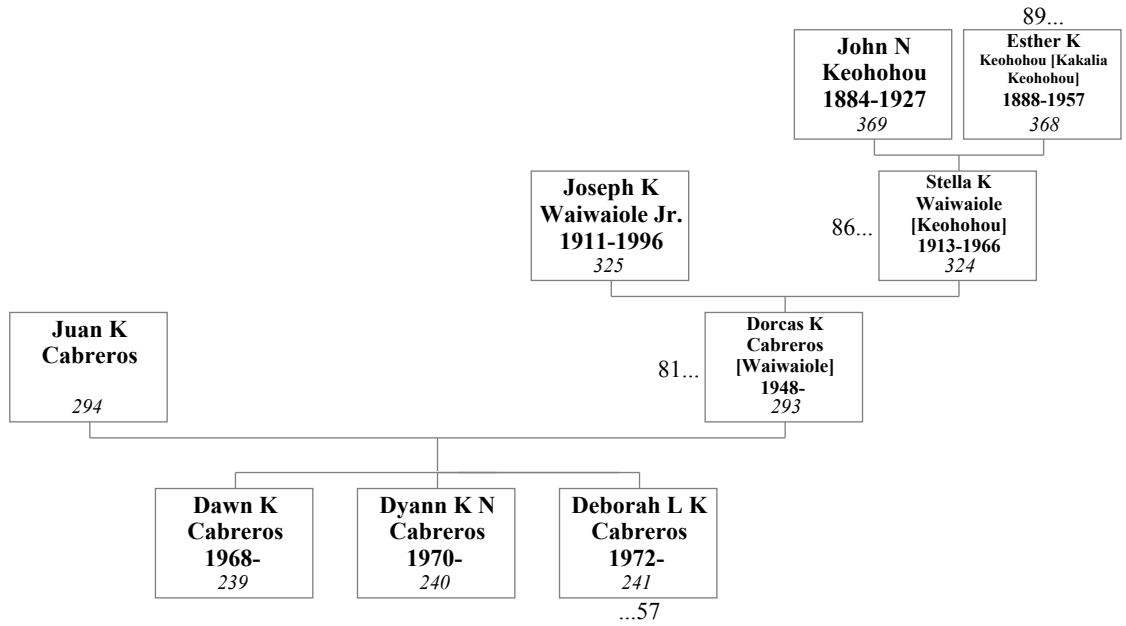 89...
John N
Keohohou
1884-1927
369
Esther K
Keohohou [Kakalia
Keohohou]
1888-1957
368
Joseph K
Waiwaiole Jr.
1911-1996
325
86...
Stella K
Waiwaiole
[Keohohou]
1913-1966
324
Juan K
Cabreros
294
81...
Dorcas K
Cabreros
[Waiwaiole]
1948-
293
Dawn K
Cabreros
1968-
239
Dyann K N
Cabreros
1970-
240
Deborah L K
Cabreros
1972-
241
...57